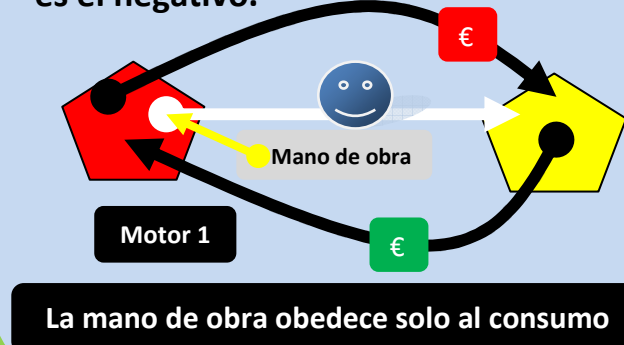 es el negativo.
€
Mano de obra
Motor 1
€
La mano de obra obedece solo al consumo